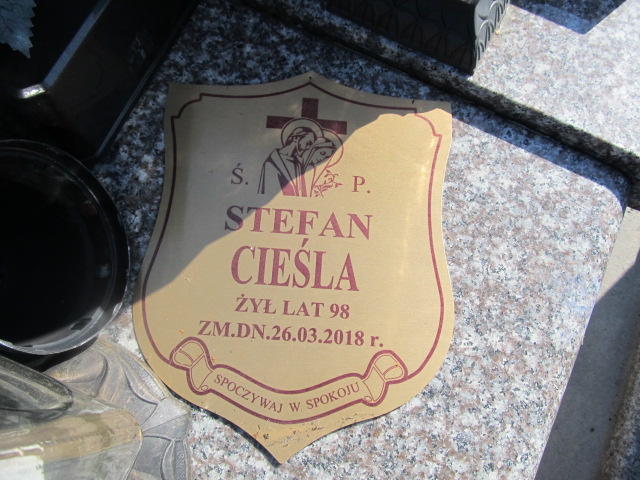 Ś. P.
STEFAN
CIEŚLA
ŻYŁ LAT 98
ZM.DN.26.03.2018 r.
SPOCZYWAJ W SPOKOJU